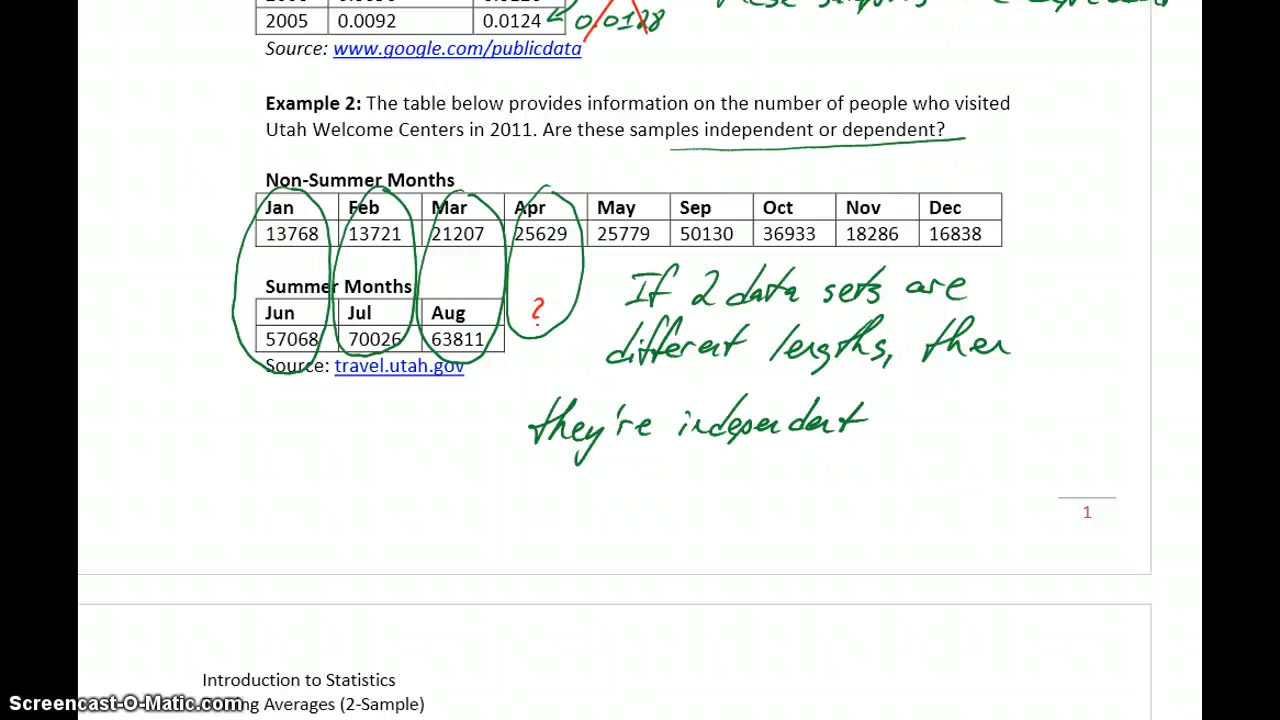 2005 0.0092 0.0124 0.0128
Source: www.google.com/publicdata
Example 2: The table below provides information on the number of people who visited
Utah Welcome Centers in 2011. Are these samples independent or dependent?
Non-Summer Months
Jan Feb Mar Apr May Sep Oct Nov Dec
13768 13721 21207 25629 25779 50130 36933 18286 16838
Summer Months
Jun Jul Aug ?
57068 70026 63811
Source: travel.utah.gov
If 2 data sets are
different lengths, then
they're independent
1
Introduction to Statistics
Averages (2-Sample)
Screencast-O-Matic.com